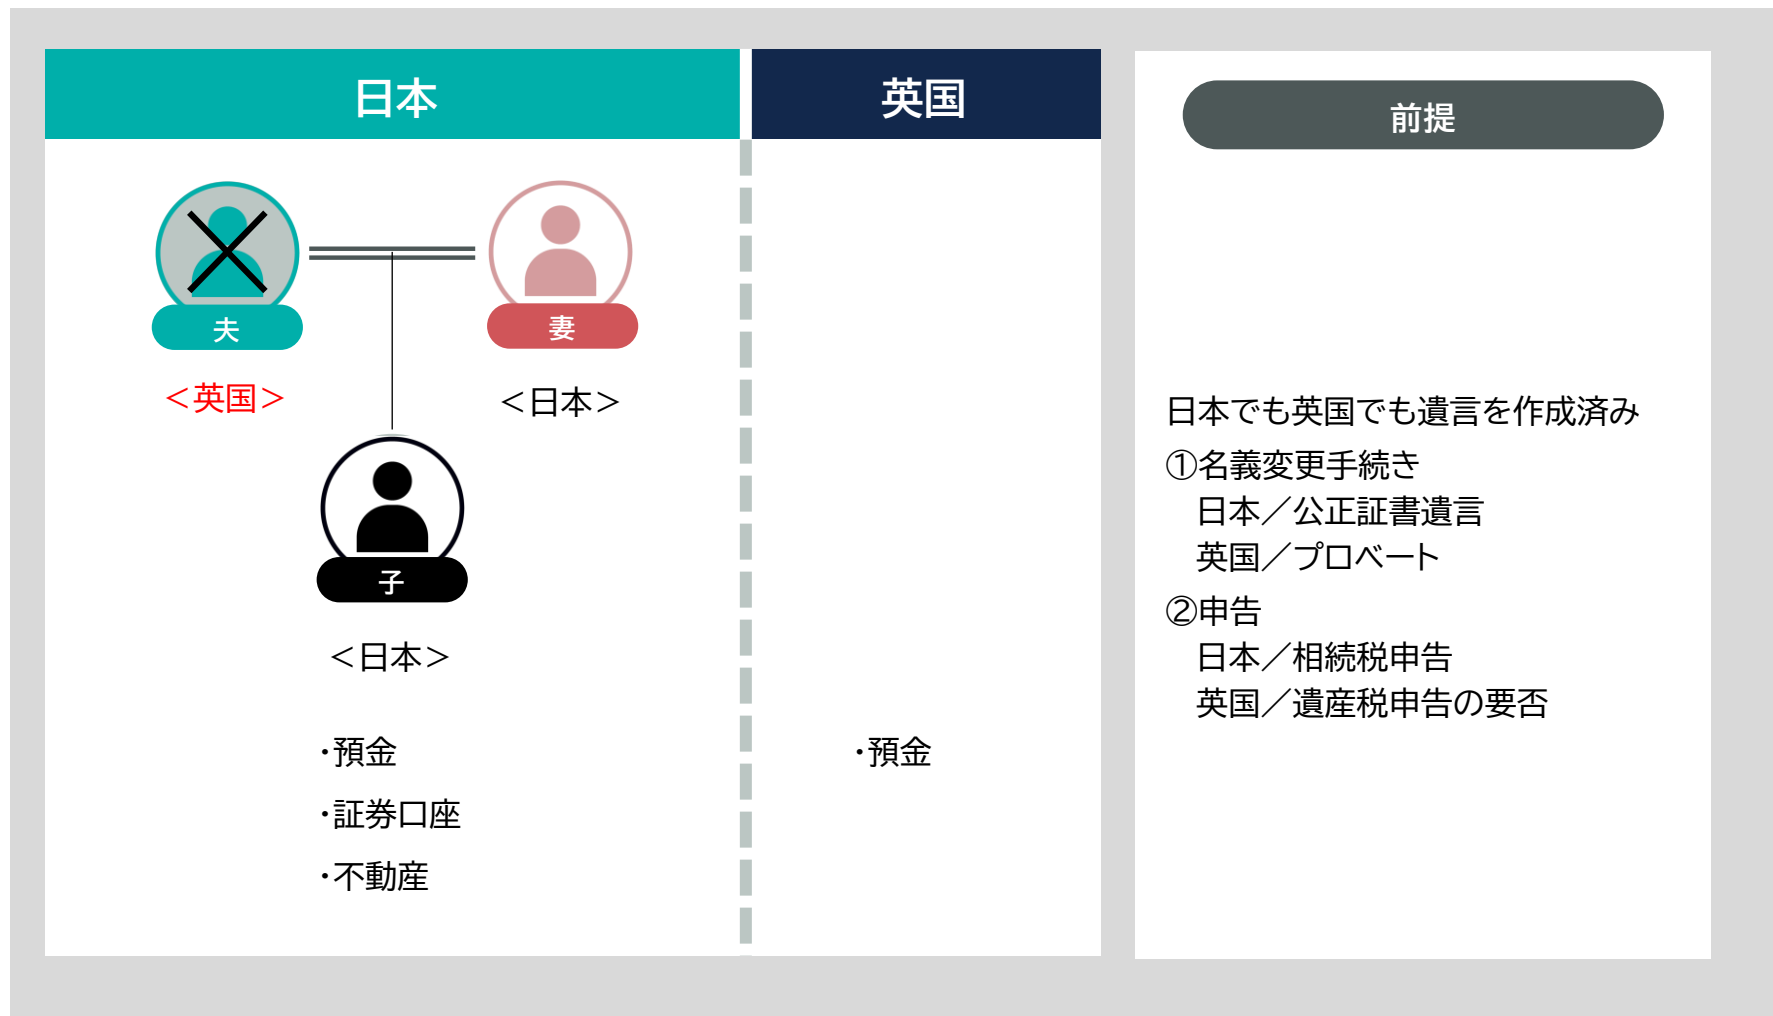 日本
英国
夫
妻
＜英国＞
＜日本＞
子
＜日本＞
・預金
・証券口座
・不動産
・預金
前提
日本でも英国でも遺言を作成済み
①名義変更手続き
日本／公正証書遺言
英国／プロベート
②申告
日本／相続税申告
英国／遺産税申告の要否